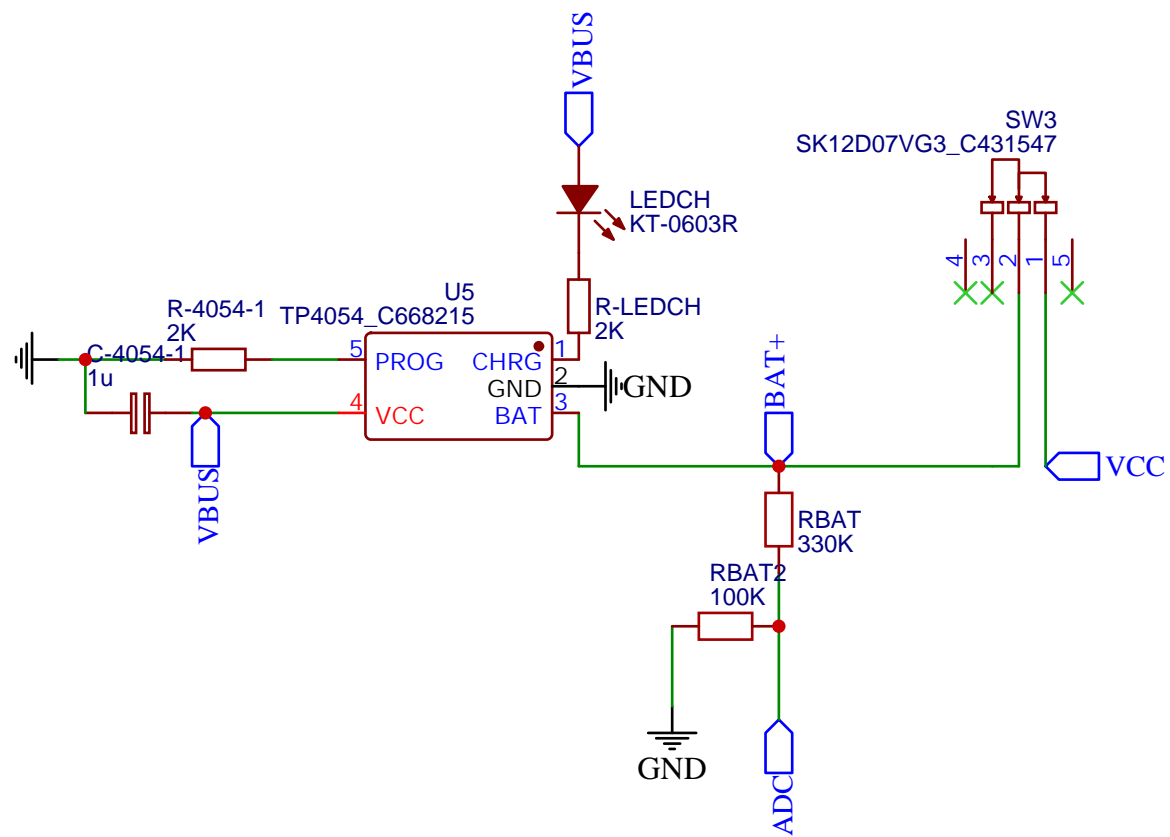 VBUS
SW3
SK12D07VG3_C431547
LEDCH
KT-0603R
4
3
2
1
5
U5
TP4054_C668215
R-4054-1
2K
R-LEDCH
2K
C-4054-1
1u
5
PROG
CHRG
1
GND
2
GND
4
VCC
BAT
3
BAT+
VBUS
VCC
RBAT
330K
RBAT2
100K
GND
ADC